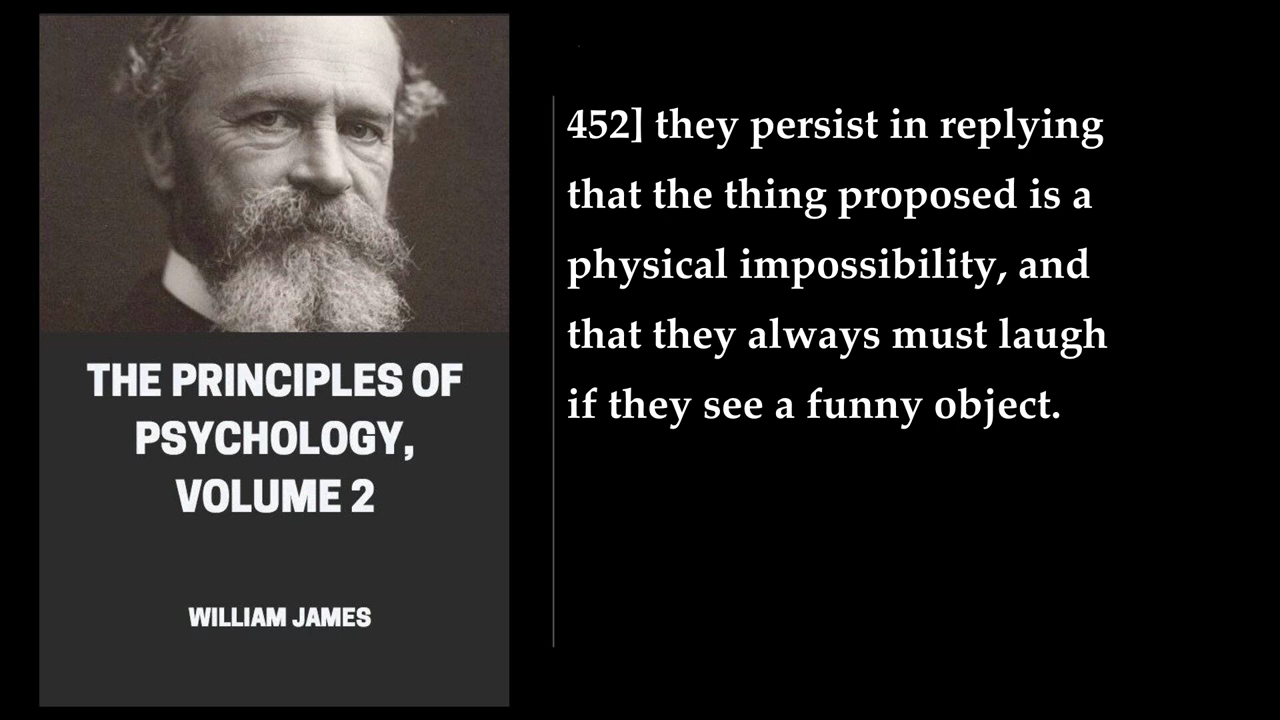 THE PRINCIPLES OF
PSYCHOLOGY,
VOLUME 2
WILLIAM JAMES
452] they persist in replying
that the thing proposed is a
physical impossibility, and
that they always must laugh
if they see a funny object.